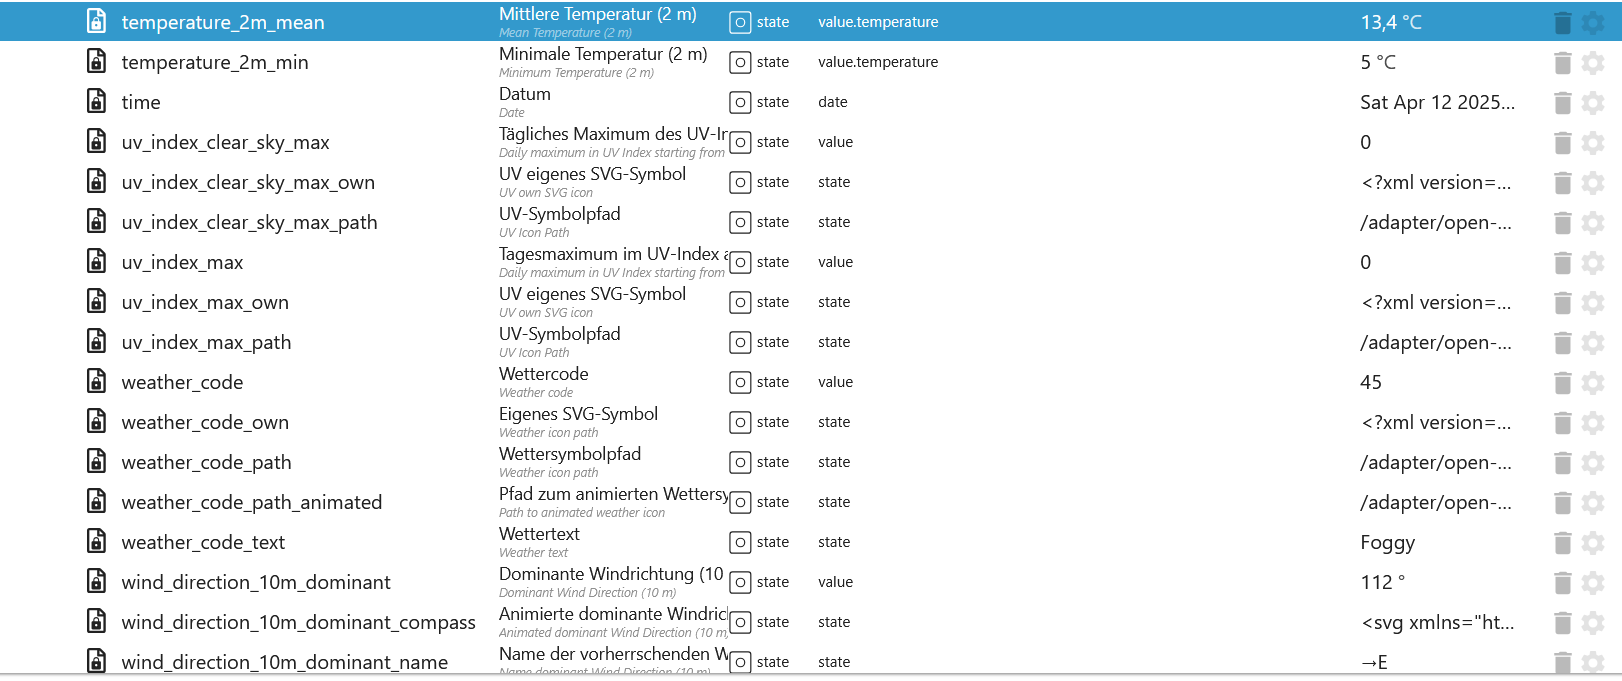 temperature_2m_mean Mittlere Temperatur (2 m) state value.temperature 13,4 °C
Mean Temperature (2 m)
temperature_2m_min Minimale Temperatur (2 m) state value.temperature 5 °C
Minimum Temperature (2 m)
time Datum state date Sat Apr 12 2025...
Date
uv_index_clear_sky_max Tägliches Maximum des UV-Ir state value 0
Daily maximum in UV Index starting from
uv_index_clear_sky_max_own UV eigenes SVG-Symbol state state <?xml version=...
UV own SVG icon
uv_index_clear_sky_max_path UV-Symbolpfad state state /adapter/open-...
UV Icon Path
uv_index_max Tagesmaximum im UV-Index a state value 0
Daily maximum in UV Index starting from
uv_index_max_own UV eigenes SVG-Symbol state state <?xml version=...
UV own SVG icon
uv_index_max_path UV-Symbolpfad state state /adapter/open-...
UV Icon Path
weather_code Wettercode state value 45
Weather code
weather_code_own Eigenes SVG-Symbol state state <?xml version=...
Weather icon path
weather_code_path Wettersymbolpfad state state /adapter/open-...
Weather icon path
weather_code_path_animated Pfad zum animierten Wettersy state state /adapter/open-...
Path to animated weather icon
weather_code_text Wettertext state state Foggy
Weather text
wind_direction_10m_dominant Dominante Windrichtung (10 state value 112 °
Dominant Wind Direction (10 m)
wind_direction_10m_dominant_compass Animierte dominante Windric state state <svg xmlns="ht...
Animated dominant Wind Direction (10 m)
wind_direction_10m_dominant_name Name der vorherrschenden W state state →E
Name dominant Wind Direction (10 m)